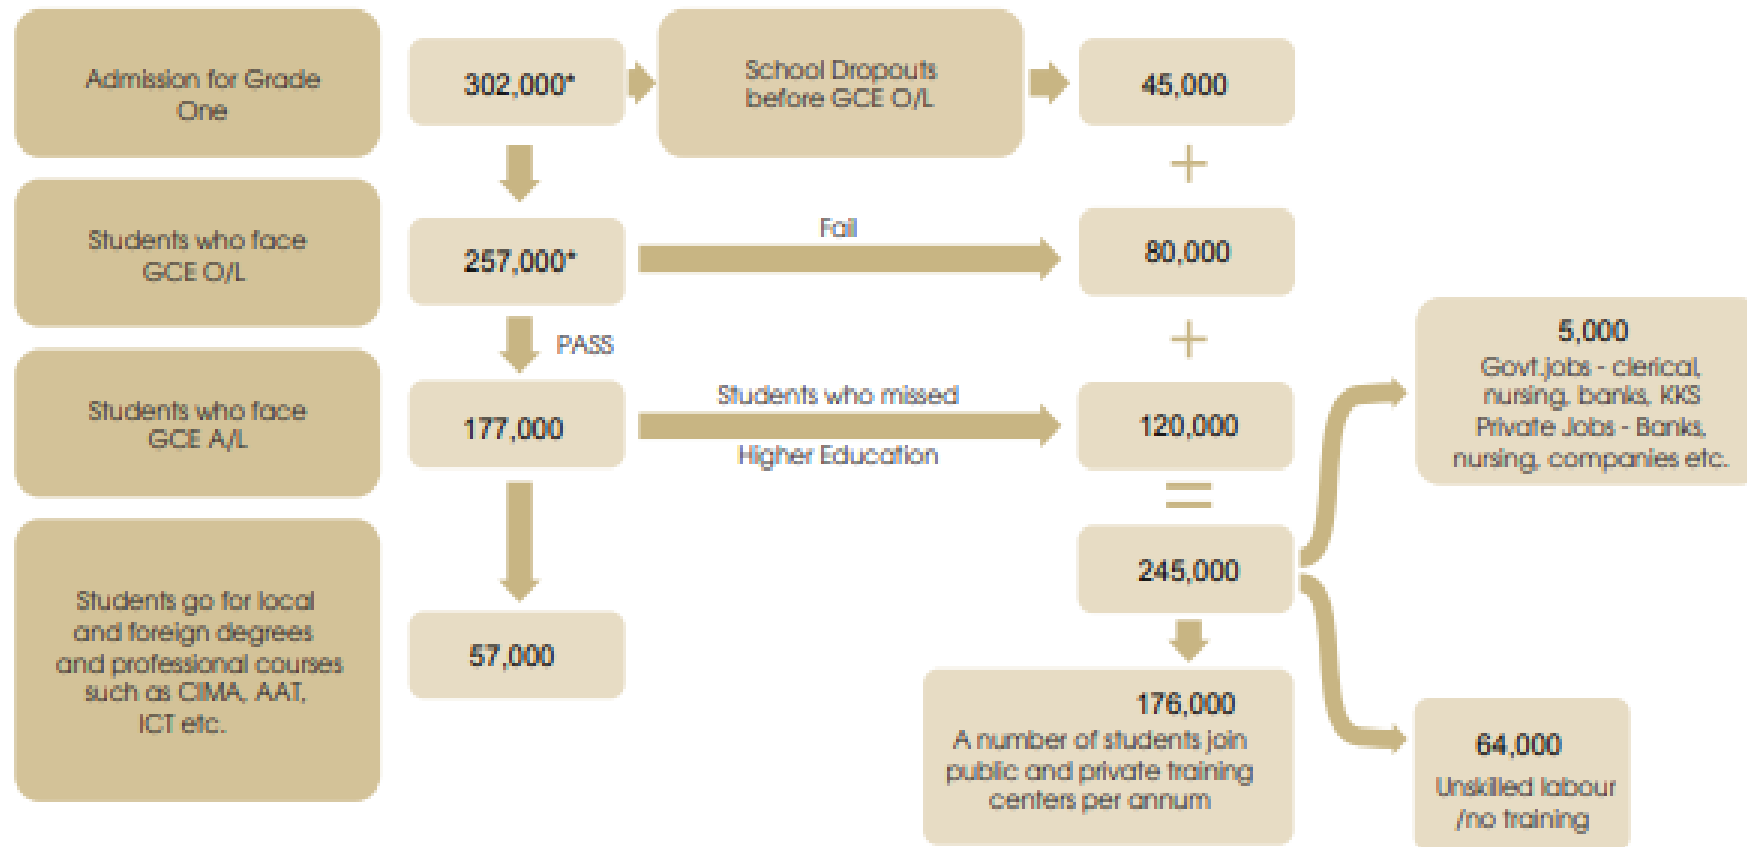 Admission for Grade
One
302,000*
School Dropouts
before GCE O/L
45,000
+
Students who face
GCE O/L
257,000*
Fail
80,000
+
PASS
Students who face
GCE A/L
177,000
Students who missed
Higher Education
120,000
=
245,000
5,000
Govt.jobs - clerical,
nursing, banks, KKS
Private Jobs - Banks,
nursing, companies etc.
Students go for local
and foreign degrees
and professional courses
such as CIMA, AAT,
ICT etc.
57,000
176,000
A number of students join
public and private training
centers per annum
64,000
Unskilled labour
/no training